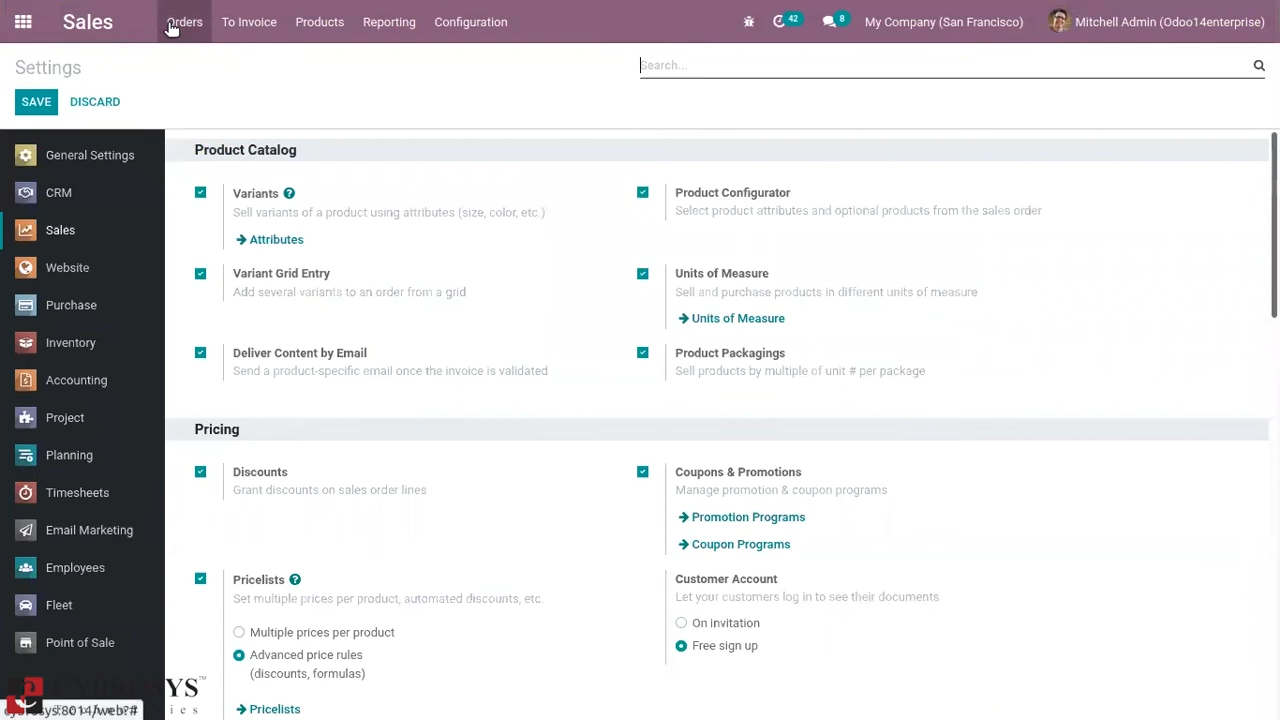 Sales Orders To Invoice Products Reporting Configuration 42 8 My Company (San Francisco) Mitchell Admin (Odoo14enterprise)
Settings
Search...
SAVE DISCARD
General Settings
CRM
Sales
Website
Purchase
Inventory
Accounting
Project
Planning
Timesheets
Email Marketing
Employees
Fleet
Point of Sale
Product Catalog
Variants ?
Sell variants of a product using attributes (size, color, etc.)
Attributes
Product Configurator
Select product attributes and optional products from the sales order
Variant Grid Entry
Add several variants to an order from a grid
Units of Measure
Sell and purchase products in different units of measure
Units of Measure
Deliver Content by Email
Send a product-specific email once the invoice is validated
Product Packagings
Sell products by multiple of unit # per package
Pricing
Discounts
Grant discounts on sales order lines
Coupons & Promotions
Manage promotion & coupon programs
Promotion Programs
Coupon Programs
Pricelists ?
Set multiple prices per product, automated discounts, etc.
Multiple prices per product
Advanced price rules
(discounts, formulas)
Pricelists
Customer Account
Let your customers log in to see their documents
On invitation
Free sign up
CYBROSYS™
cybrosys:8014/web?#